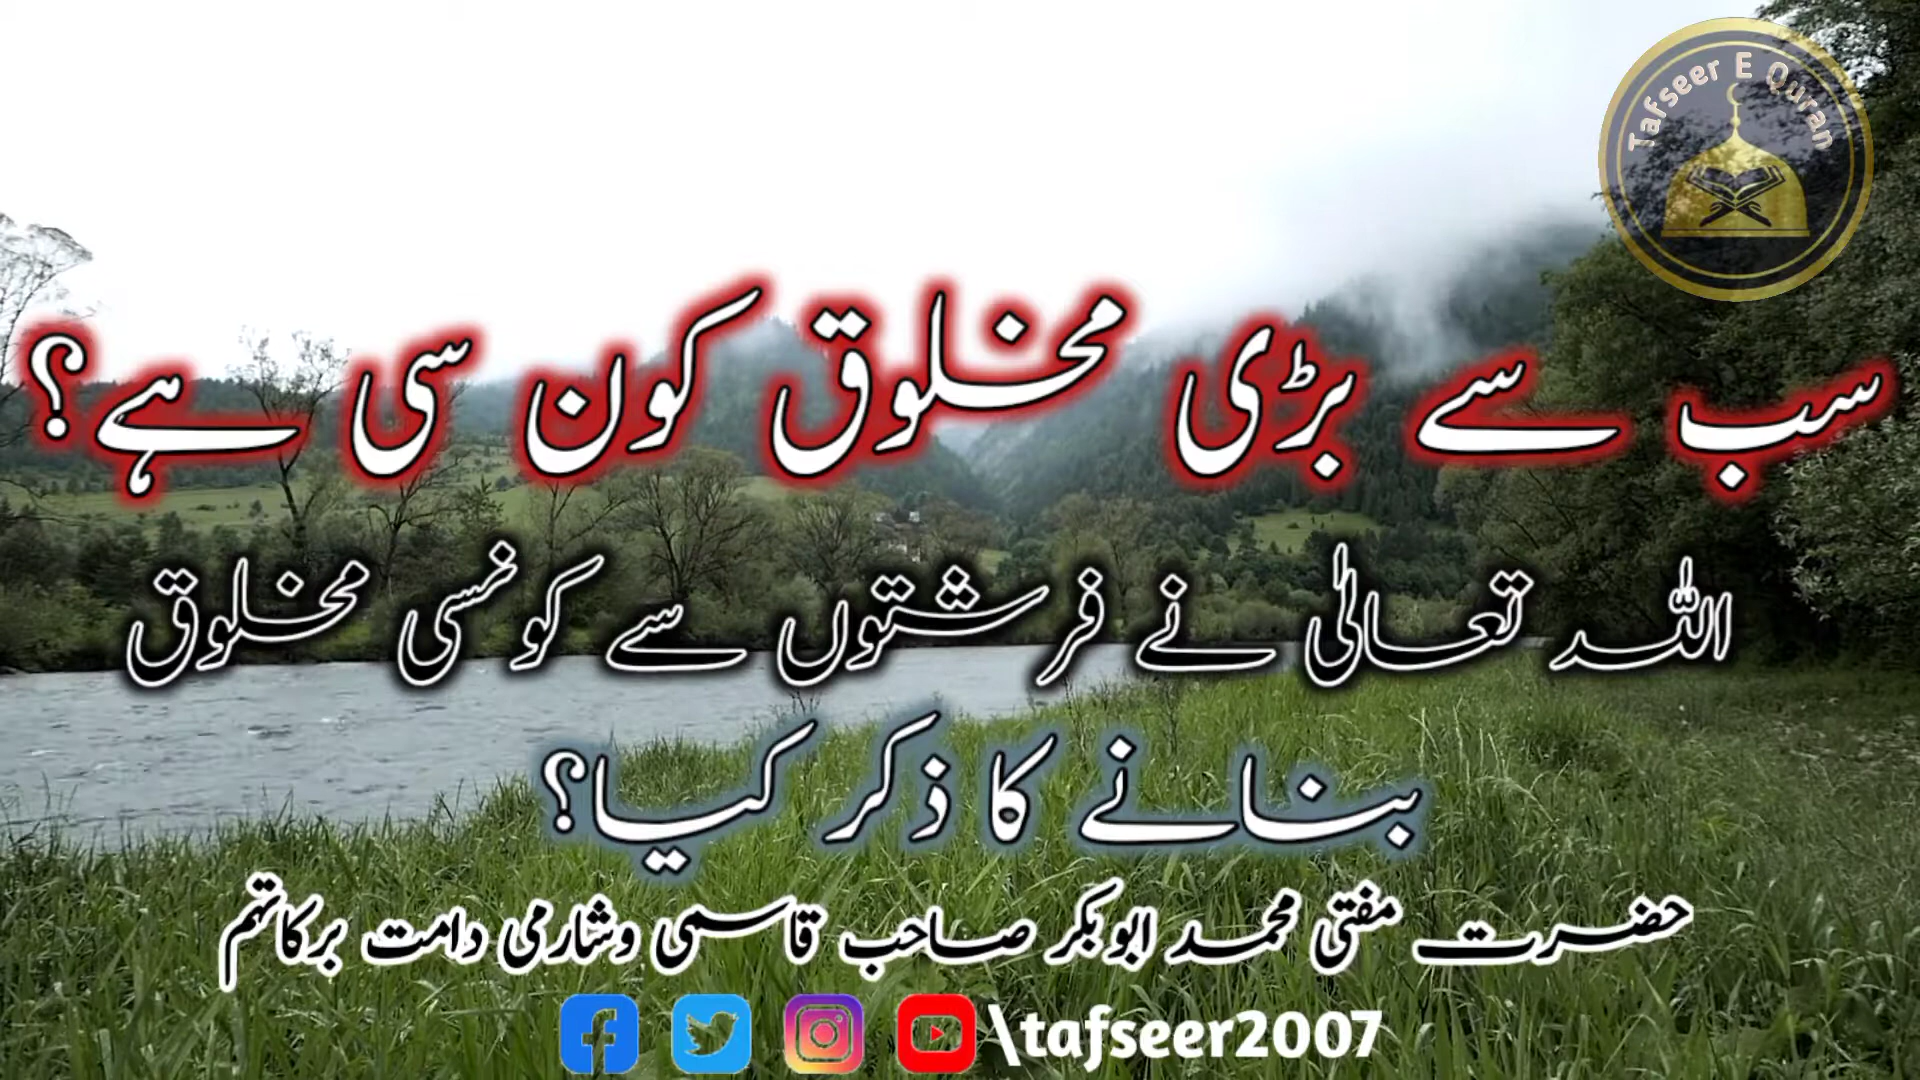 Tafseer E Quran
سب سے بڑی مخلوق کون سی ہے؟
اللہ تعالیٰ نے فرشتوں سے کونسی مخلوق
بنانے کا ذکر کیا؟
حضرت مفتی محمد ابوبکر صاحب قاسمی وشارمی دامت برکاتہم
\tafseer2007